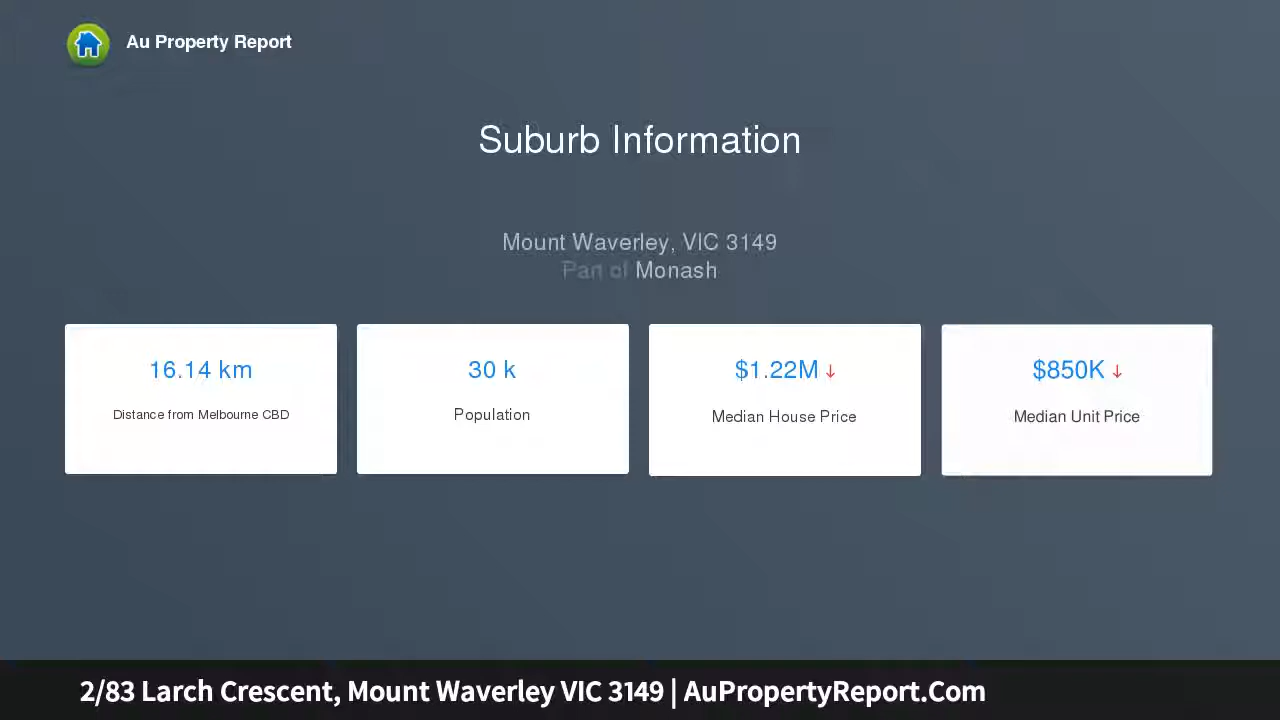 Au Property Report
Suburb Information
Mount Waverley, VIC 3149
Part of Monash
16.14 km
Distance from Melbourne CBD
30 k
Population
$1.22M ↓
Median House Price
$850K ↓
Median Unit Price
2/83 Larch Crescent, Mount Waverley VIC 3149 | AuPropertyReport.Com